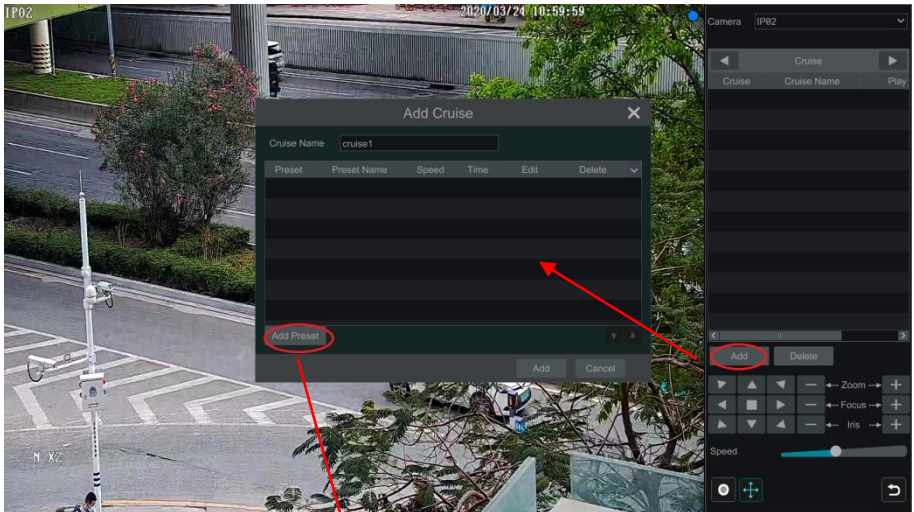 IP02
2020/03/24 10:59:59
Camera IP02
Cruise
Cruise Cruise Name Play
Add Cruise
Cruise Name cruise1
Preset Preset Name Speed Time Edit Delete
Add Preset
Add Cancel
Add Delete
Zoom
Focus
Iris
Speed
N XZ